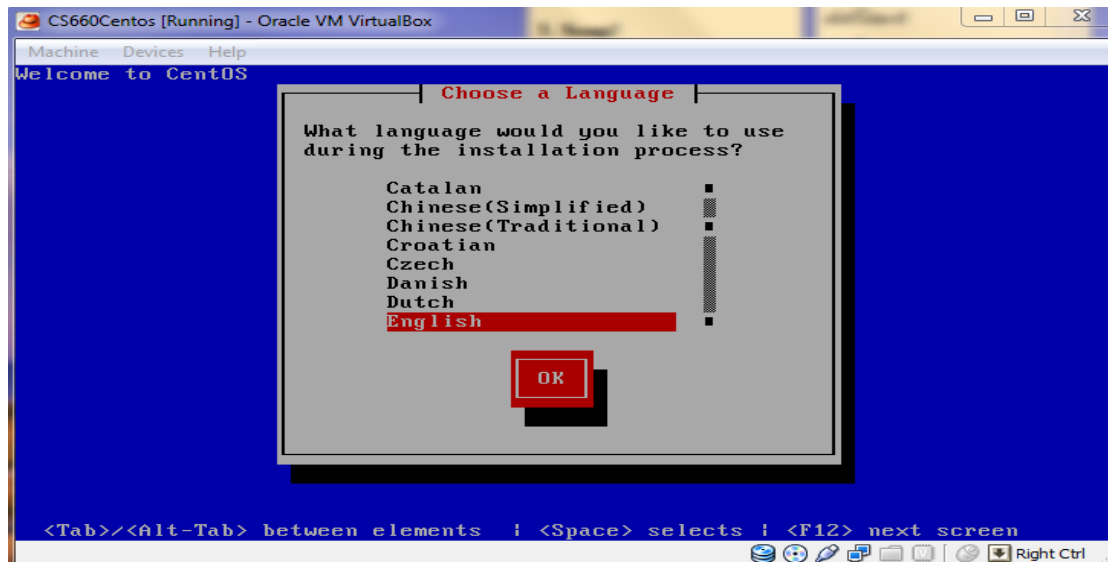 CS660Centos [Running] - Oracle VM VirtualBox
Machine Devices Help
Welcome to CentOS
Choose a Language
What language would you like to use
during the installation process?
Catalan
Chinese(Simplified)
Chinese(Traditional)
Croatian
Czech
Danish
Dutch
English
OK
<Tab>/<Alt-Tab> between elements | <Space> selects | <F12> next screen
Right Ctrl